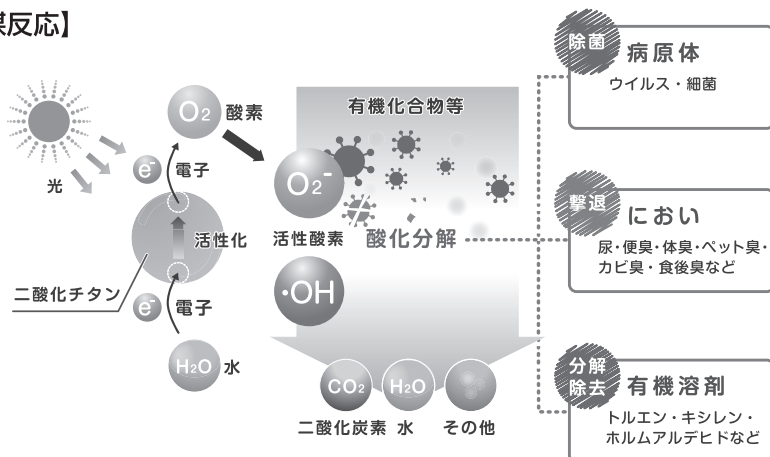 反応】
光
O2
酸素
e-
電子
活性化
二酸化チタン
e-
電子
H2O
水
有機化合物等
O2-
活性酸素
酸化分解
・OH
CO2
H2O
二酸化炭素
水
その他
除菌
病原体
ウイルス・細菌
撃退
におい
尿・便臭・体臭・ペット臭・
カビ臭・食後臭など
分解
除去
有機溶剤
トルエン・キシレン・
ホルムアルデヒドなど